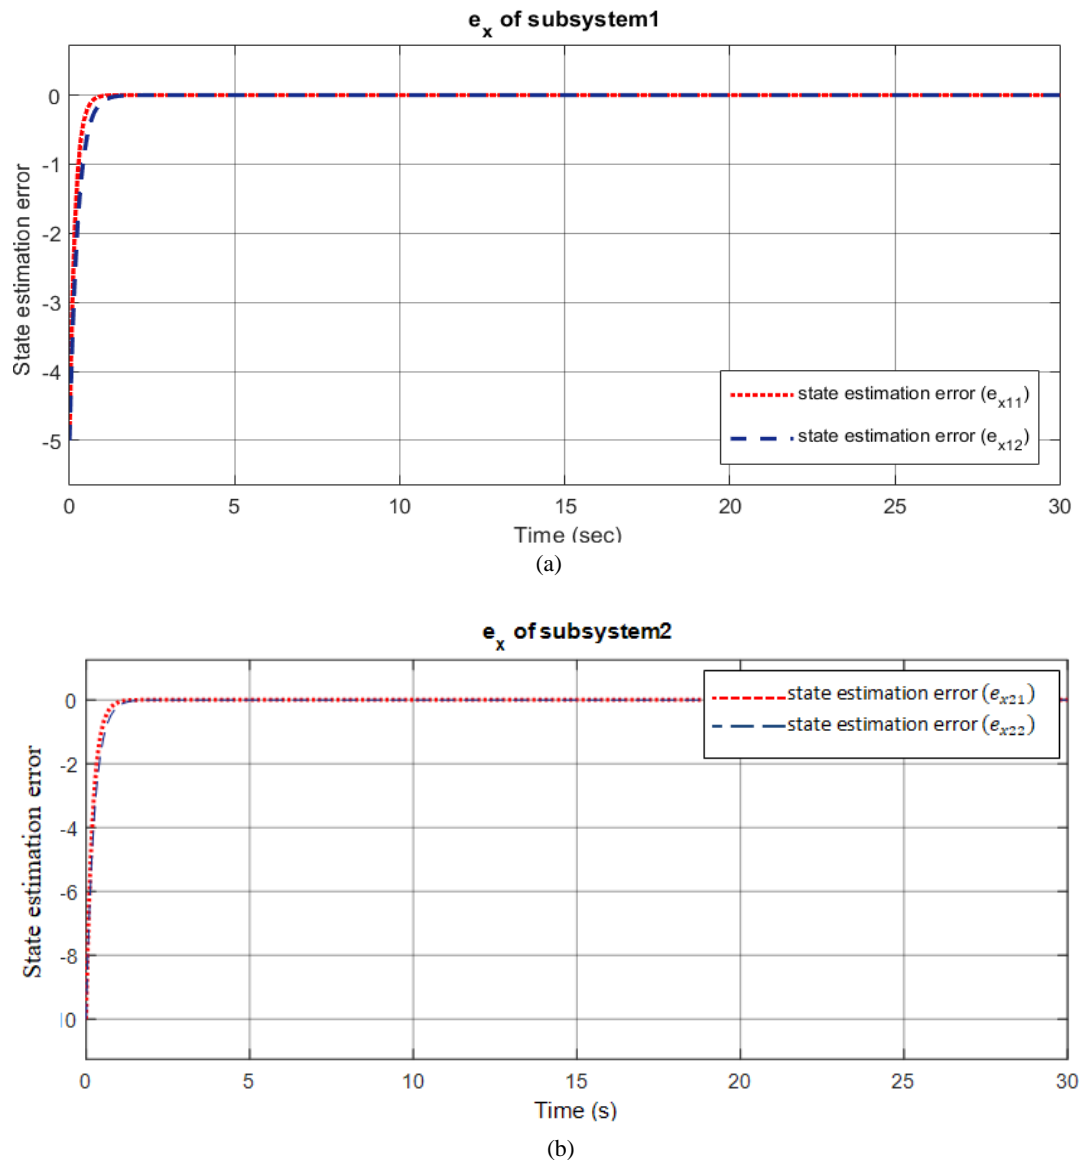 e_x of subsystem1
State estimation error
0
-1
-2
-3
-4
-5
state estimation error (e_x11)
state estimation error (e_x12)
0 5 10 15 20 25 30
Time (sec)
(a)
e_x of subsystem2
State estimation error
0
-2
-4
-6
-8
10
state estimation error (e_x21)
state estimation error (e_x22)
0 5 10 15 20 25 30
Time (s)
(b)